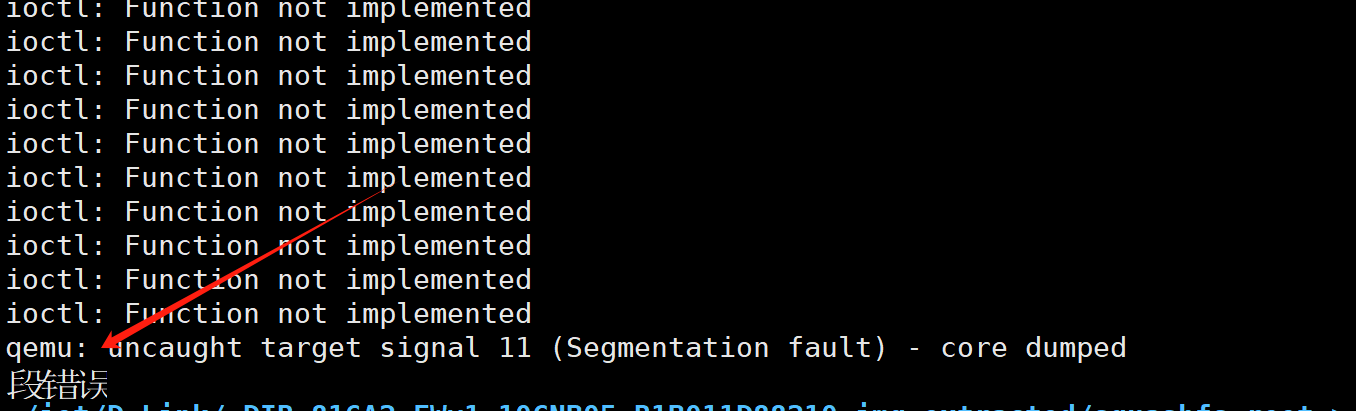 ioctl: Function not implemented
ioctl: Function not implemented
ioctl: Function not implemented
ioctl: Function not implemented
ioctl: Function not implemented
ioctl: Function not implemented
ioctl: Function not implemented
ioctl: Function not implemented
ioctl: Function not implemented
ioctl: Function not implemented
qemu: uncaught target signal 11 (Segmentation fault) - core dumped
段错误